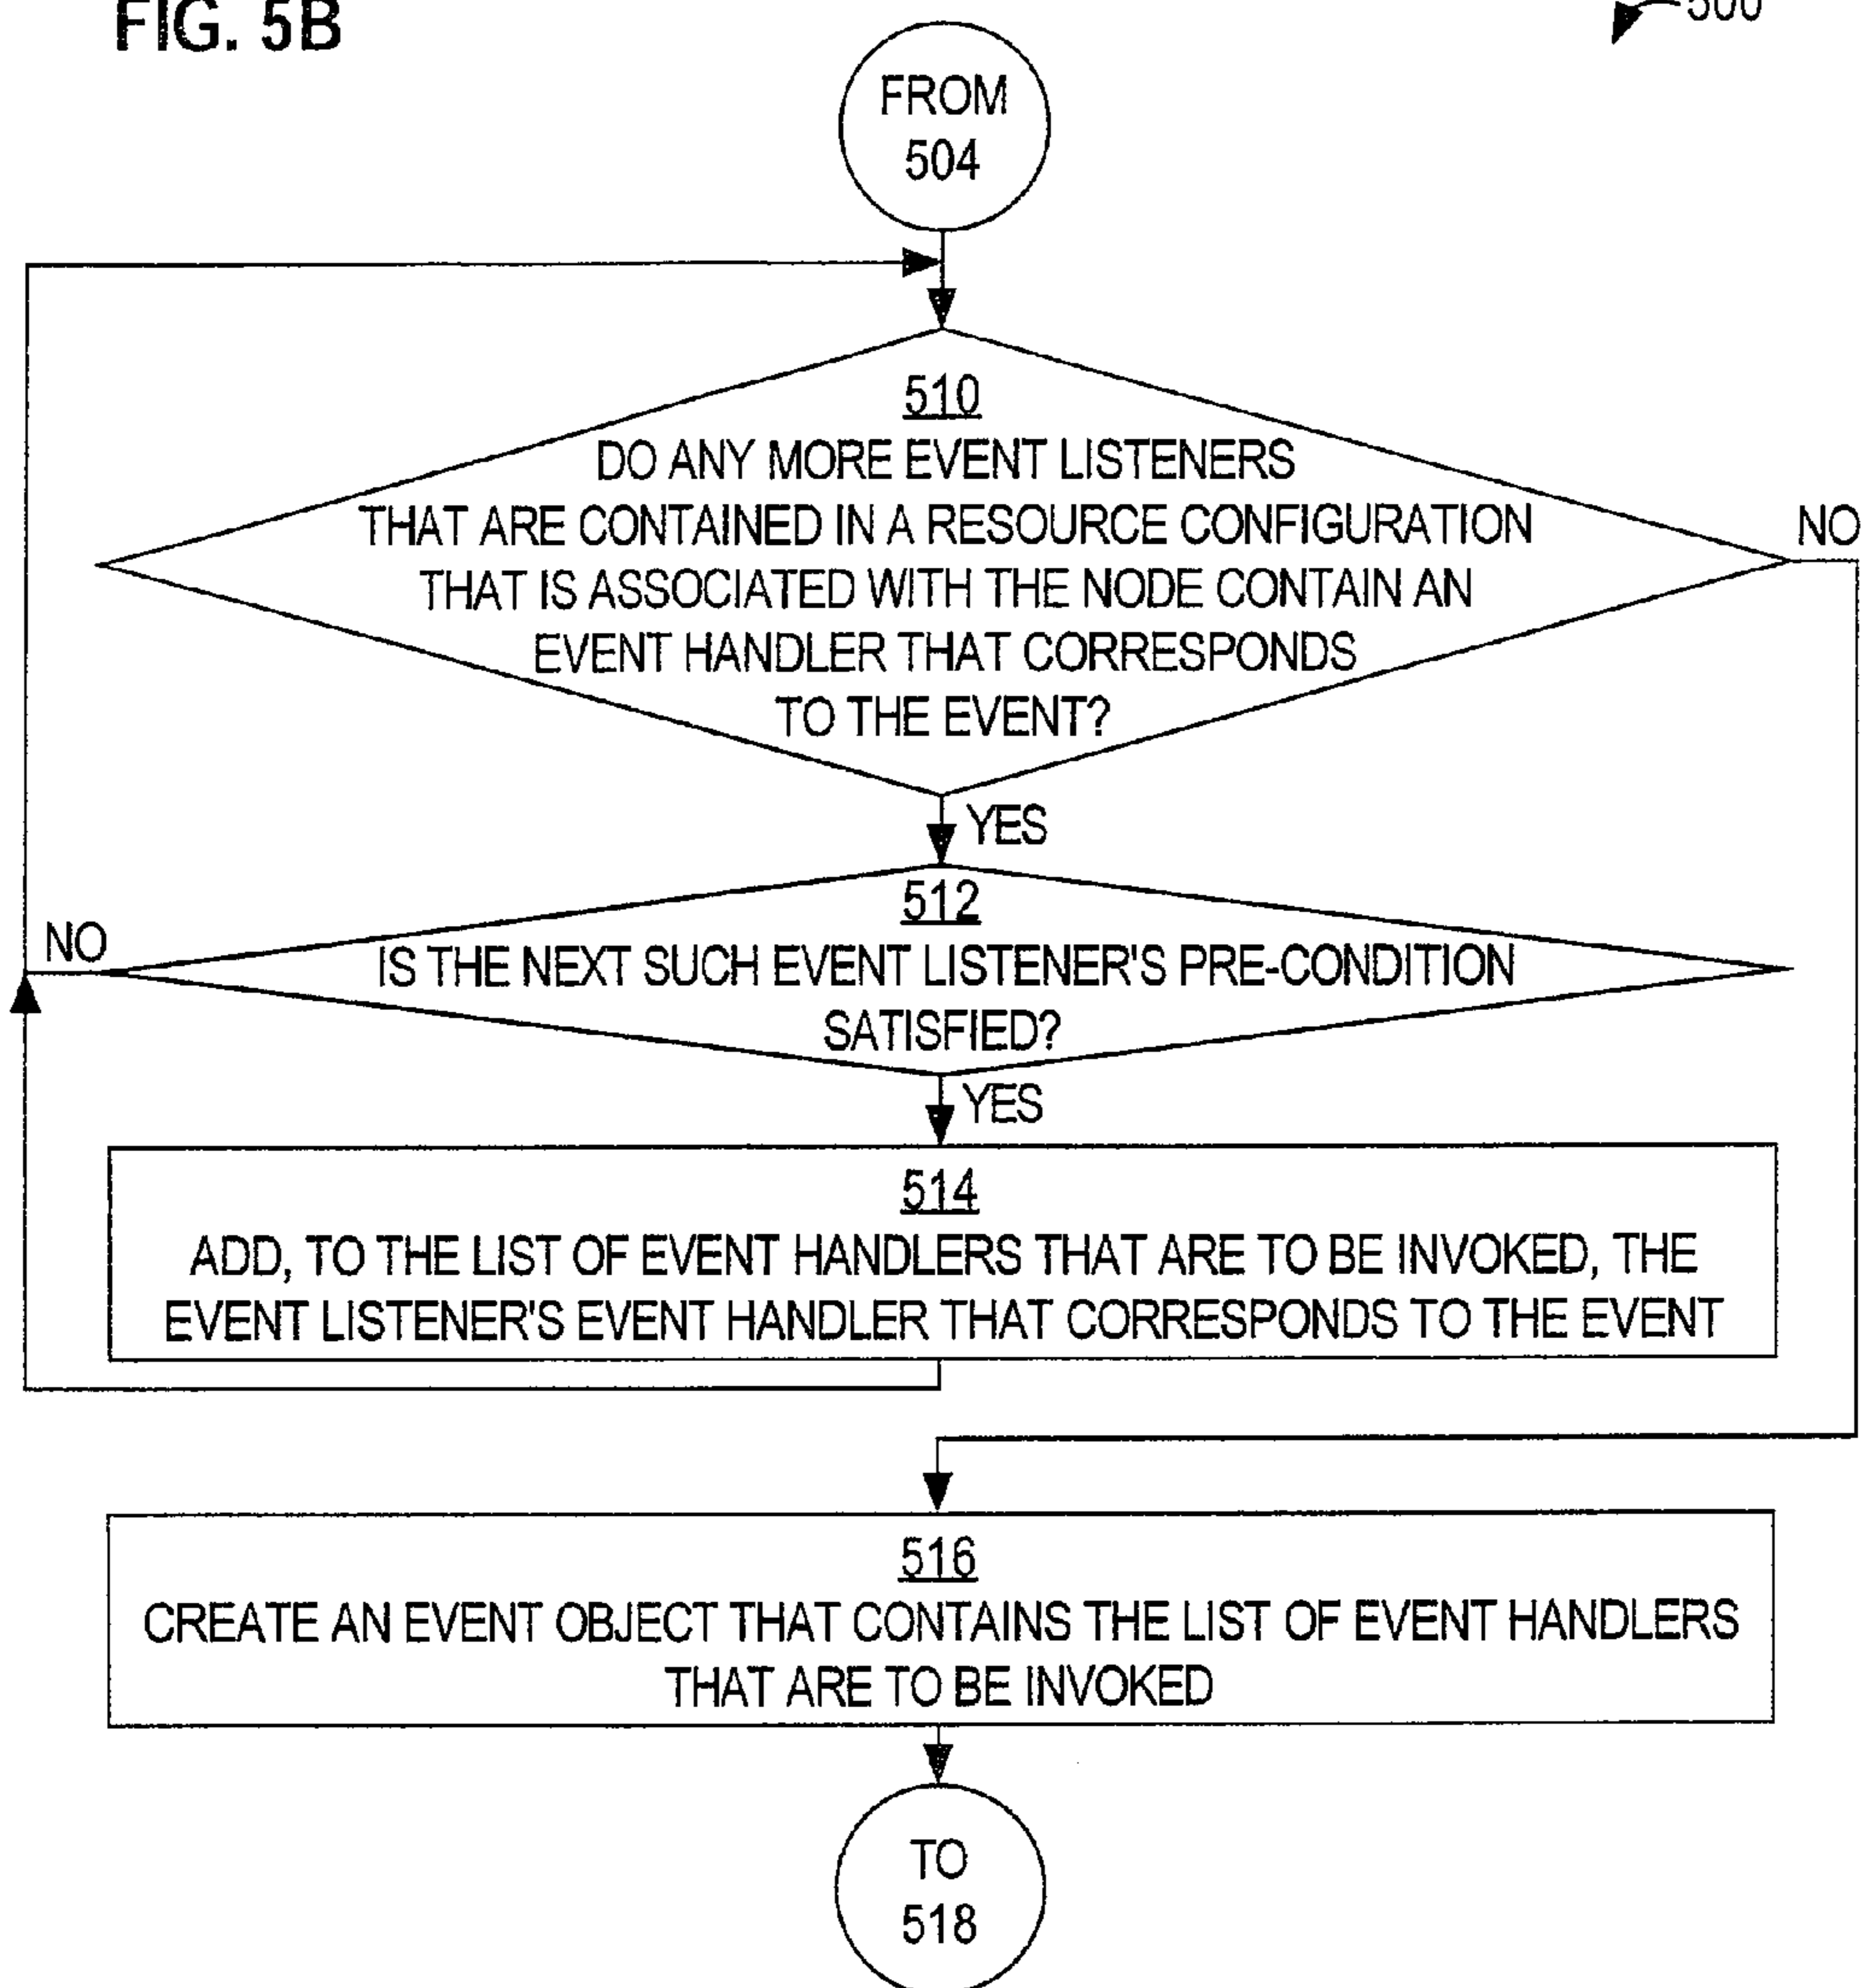 FIG. 5B
500
FROM
504
510
DO ANY MORE EVENT LISTENERS
THAT ARE CONTAINED IN A RESOURCE CONFIGURATION
THAT IS ASSOCIATED WITH THE NODE CONTAIN AN
EVENT HANDLER THAT CORRESPONDS
TO THE EVENT?
NO
YES
512
IS THE NEXT SUCH EVENT LISTENER'S PRE-CONDITION
SATISFIED?
NO
YES
514
ADD, TO THE LIST OF EVENT HANDLERS THAT ARE TO BE INVOKED, THE
EVENT LISTENER'S EVENT HANDLER THAT CORRESPONDS TO THE EVENT
516
CREATE AN EVENT OBJECT THAT CONTAINS THE LIST OF EVENT HANDLERS
THAT ARE TO BE INVOKED
TO
518